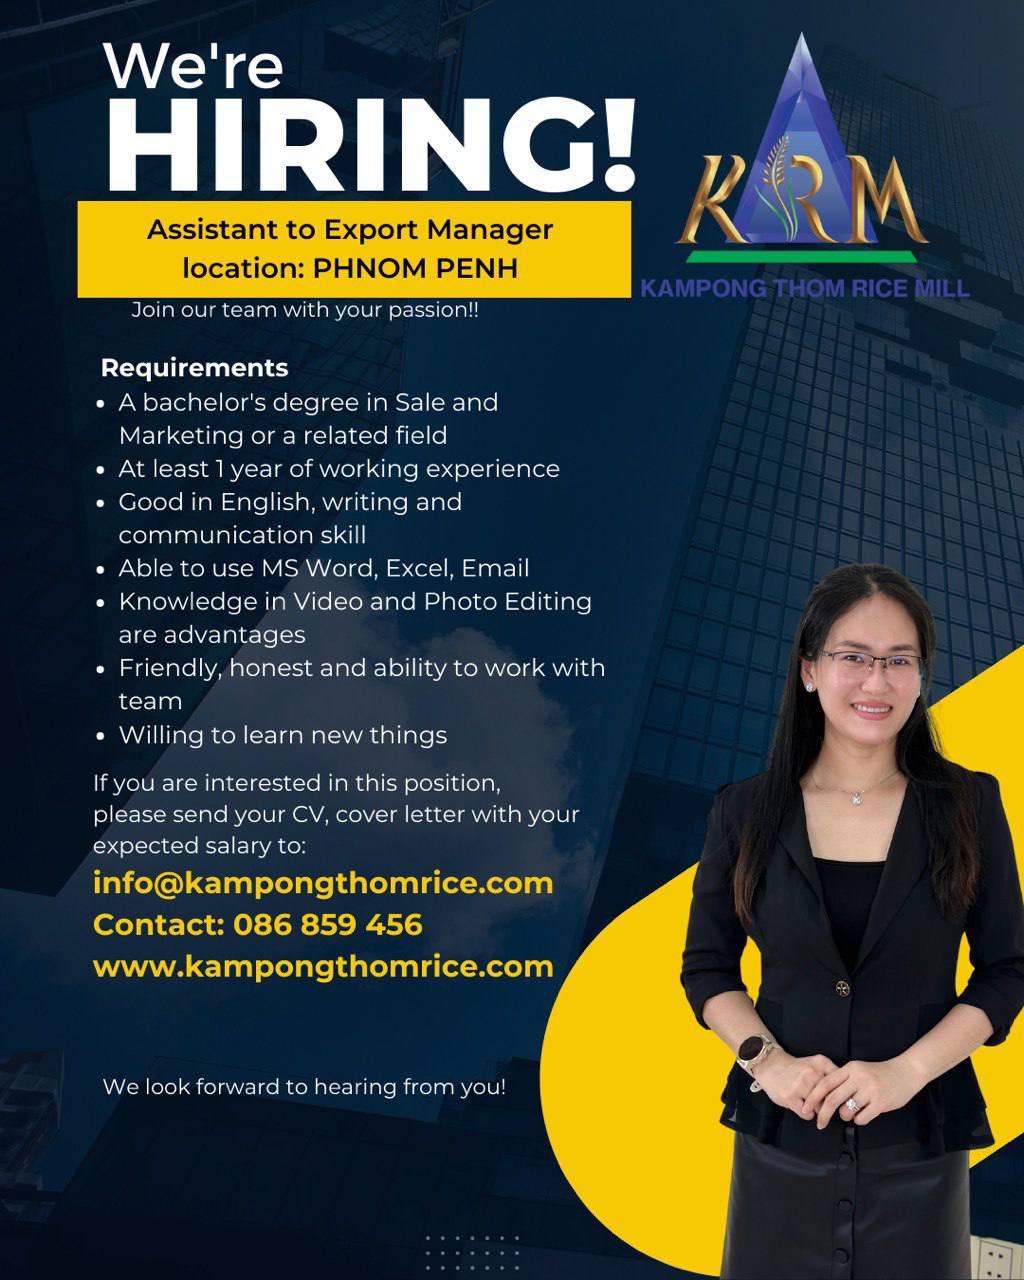 We're
HIRING!
KRM
KAMPONG THOM RICE MILL
Assistant to Export Manager
location: PHNOM PENH
Join our team with your passion!!
Requirements
• A bachelor's degree in Sale and
Marketing or a related field
• At least 1 year of working experience
• Good in English, writing and
communication skill
• Able to use MS Word, Excel, Email
• Knowledge in Video and Photo Editing
are advantages
• Friendly, honest and ability to work with
team
• Willing to learn new things
If you are interested in this position,
please send your CV, cover letter with your
expected salary to:
info@kampongthomrice.com
Contact: 086 859 456
www.kampongthomrice.com
We look forward to hearing from you!